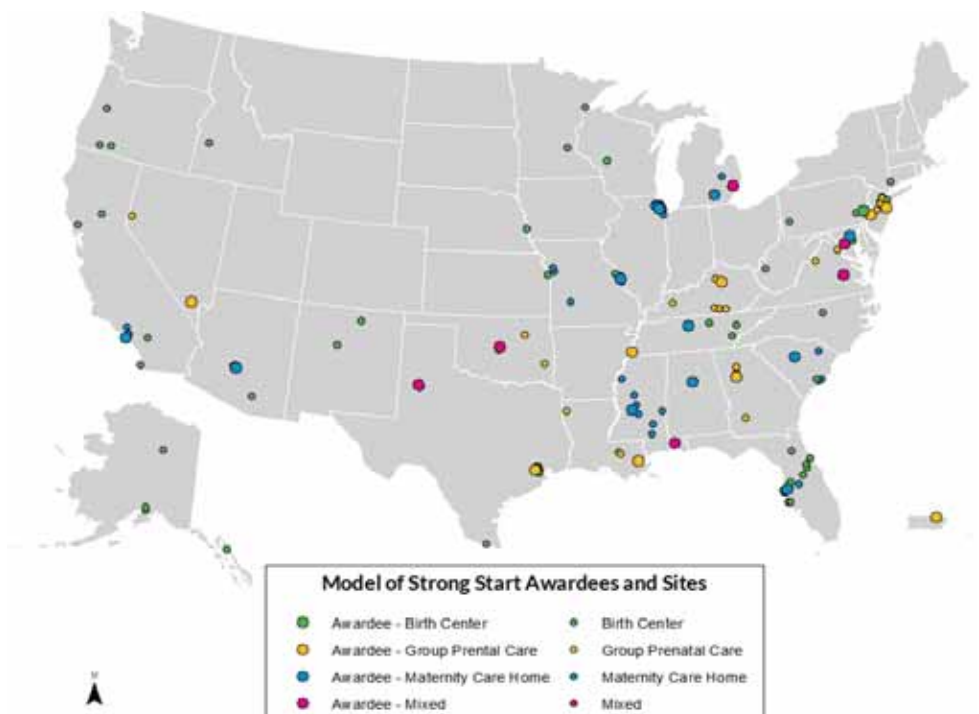 Model of Strong Start Awardees and Sites
Awardee - Birth Center
Birth Center
Awardee - Group Prental Care
Group Prenatal Care
Awardee - Maternity Care Home
Maternity Care Home
Awardee - Mixed
Mixed
N